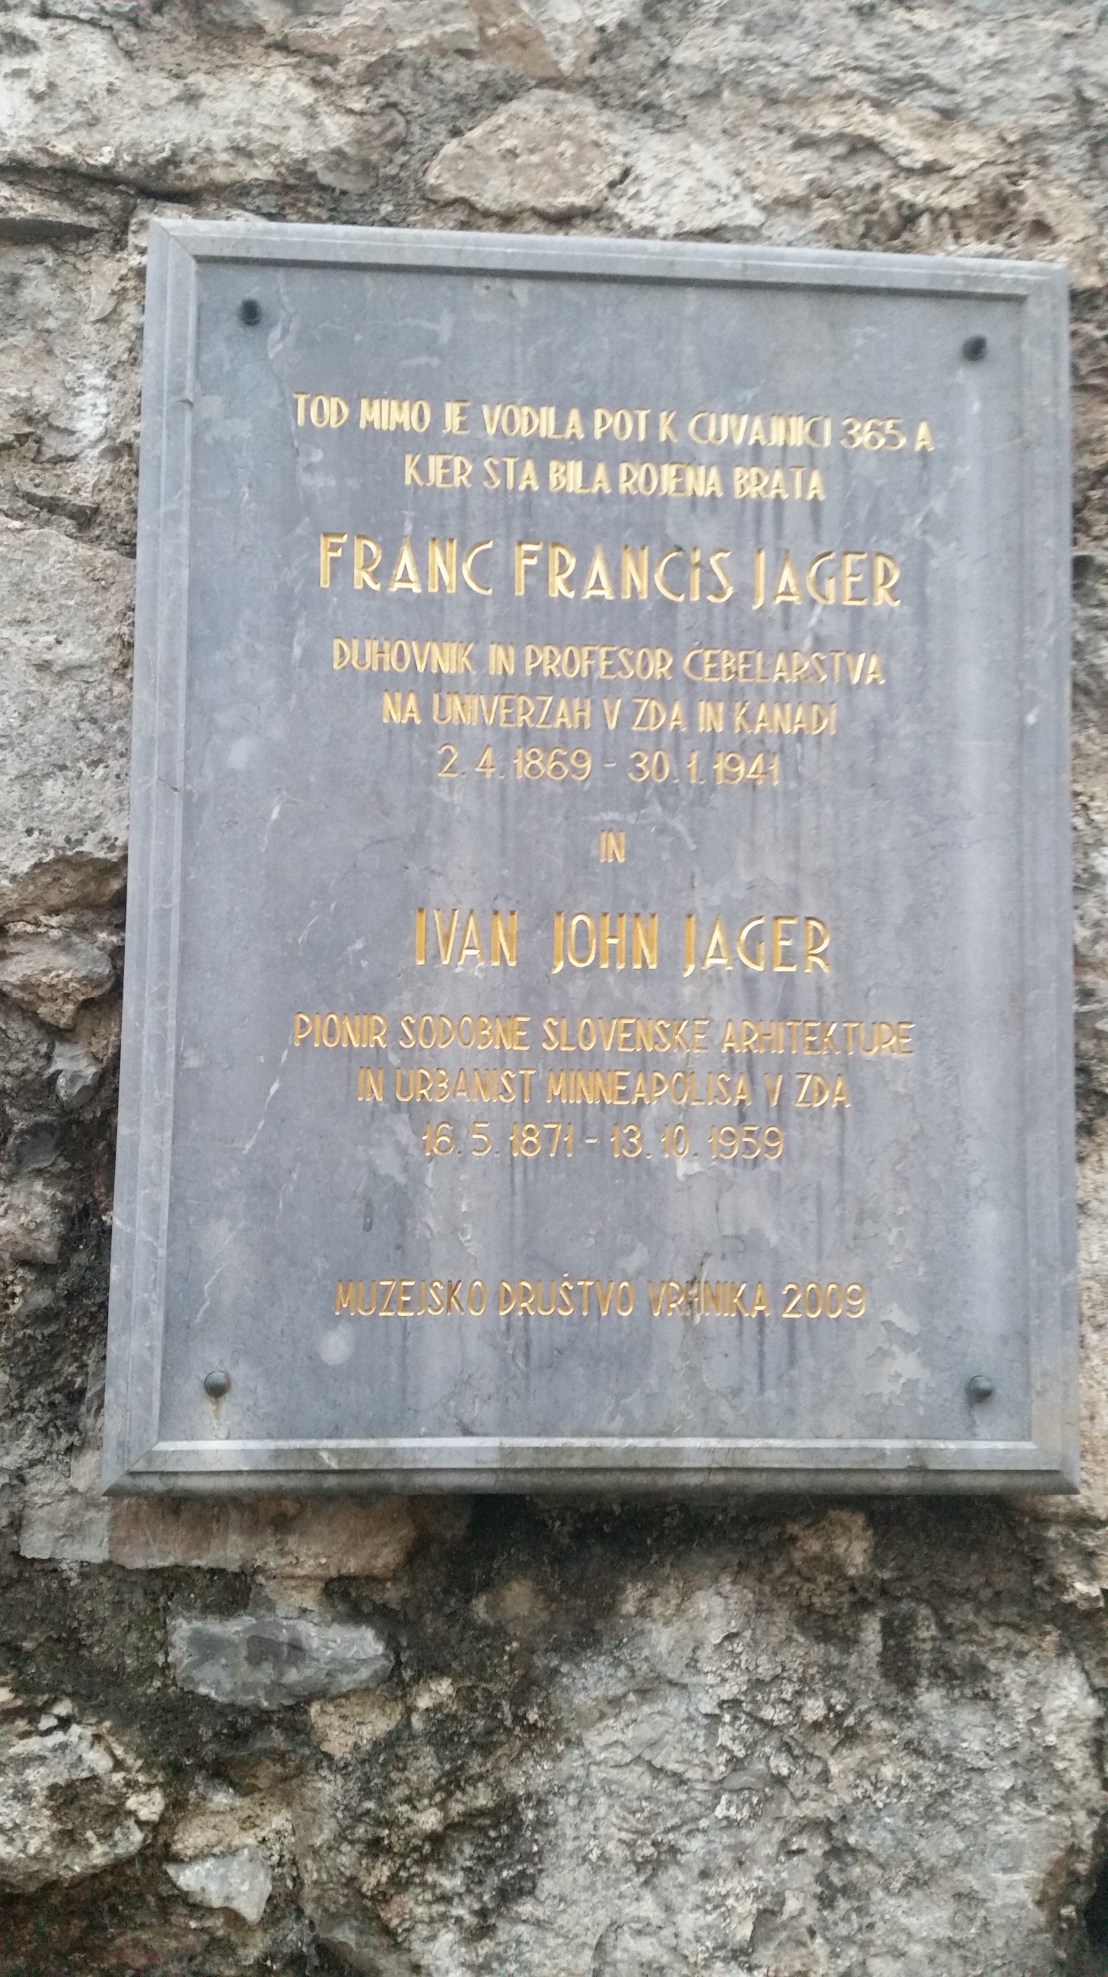 TOD MIMO JE VODILA POT K ČUVAJNICI 365 A
KJER STA BILA ROJENA BRATA
FRANC FRANCIS JAGER
DUHOVNIK IN PROFESOR ČEBELARSTVA
NA UNIVERZAH V ZDA IN KANADI
2. 4. 1869 - 30. 1. 1941
IN
IVAN JOHN JAGER
PIONIR SODOBNE SLOVENSKE ARHITEKTURE
IN URBANIST MINNEAPOLISA V ZDA
16. 5. 1871 - 13. 10. 1959
MUZEJSKO DRUŠTVO VRHNIKA 2009